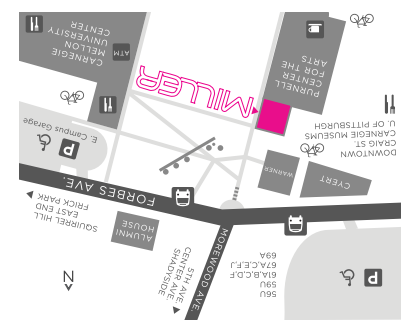 P
56U
59U
61A,B,C,D,F
67A,C,E,F,J
69A
MOREWOOD AVE.
5TH AVE.
CENTER AVE.
SHADYSIDE
N
ALUMNI
HOUSE
SQUIRREL HILL
EAST END
FRICK PARK
FORBES AVE.
CYERT
WARNER
DOWNTOWN
CRAIG ST.
CARNEGIE MUSEUMS
U. OF PITTSBURGH
P
E. Campus Garage
MILLER
PURNELL
CENTER
FOR THE
ARTS
ATM
CARNEGIE
MELLON
UNIVERSITY
CENTER